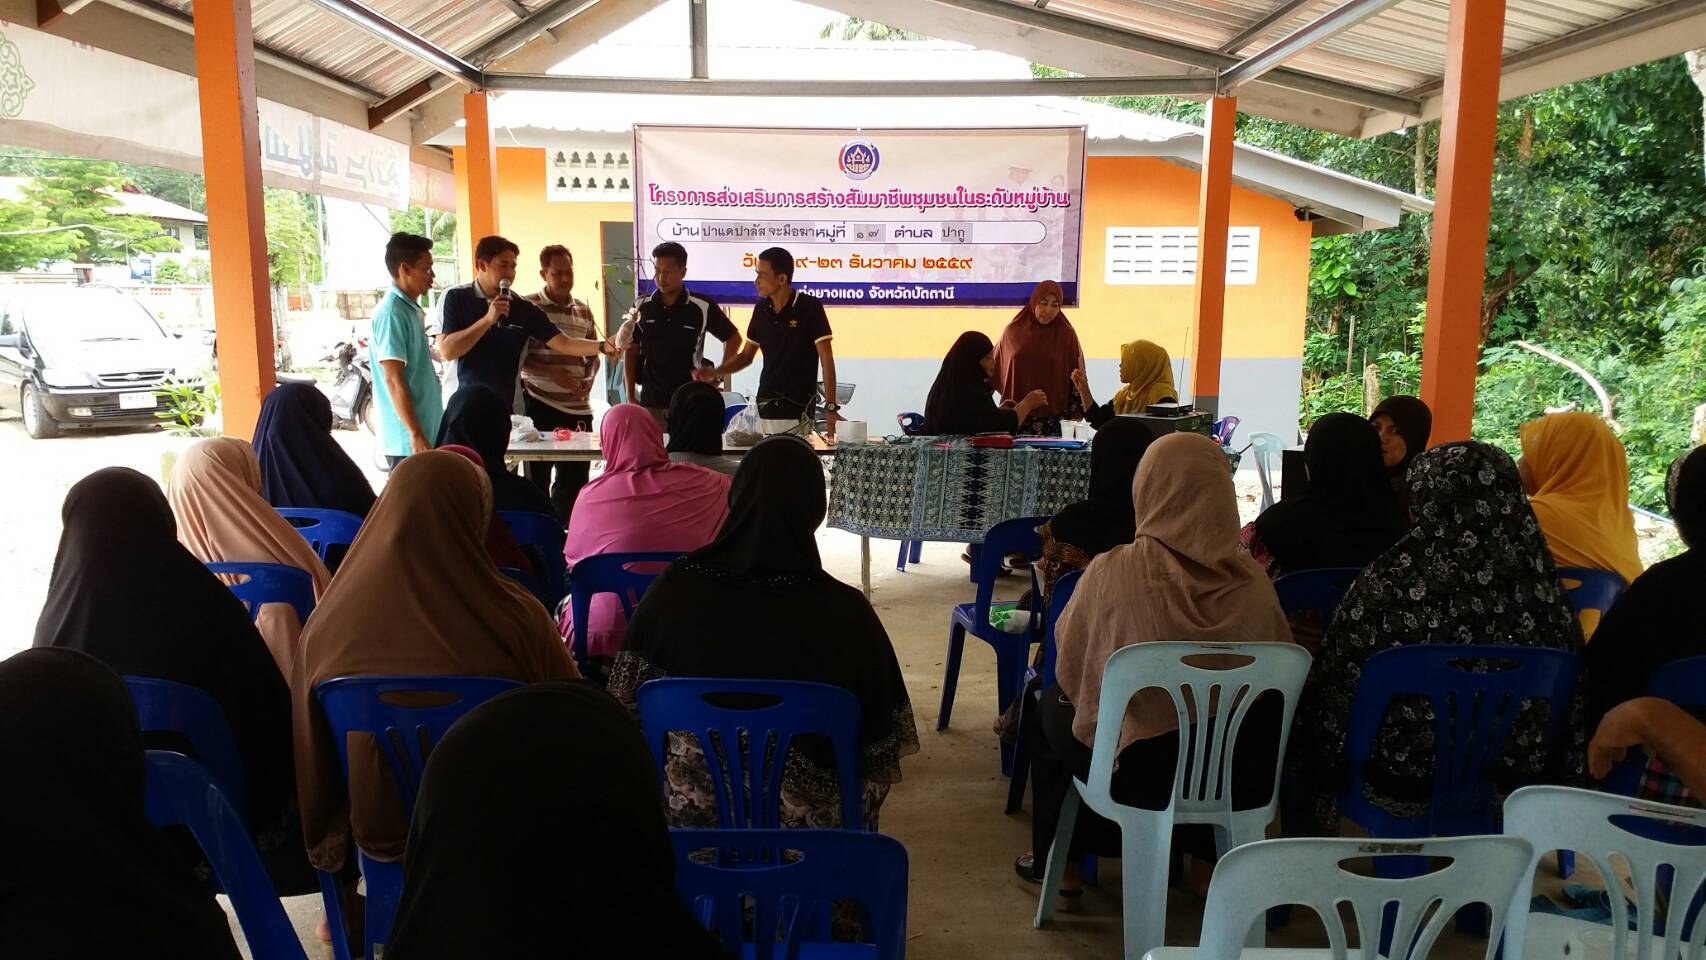 โครงการส่งเสริมการสร้างสัมมาชีพชุมชนในระดับหมู่บ้าน
บ้าน ปาแดปาลัส จะมือฆา หมู่ที่ ๑๗ ตำบล ปากู
๙-๒๓ ธันวาคม ๒๕๕๙
ทุ่งยางแดง จังหวัดปัตตานี